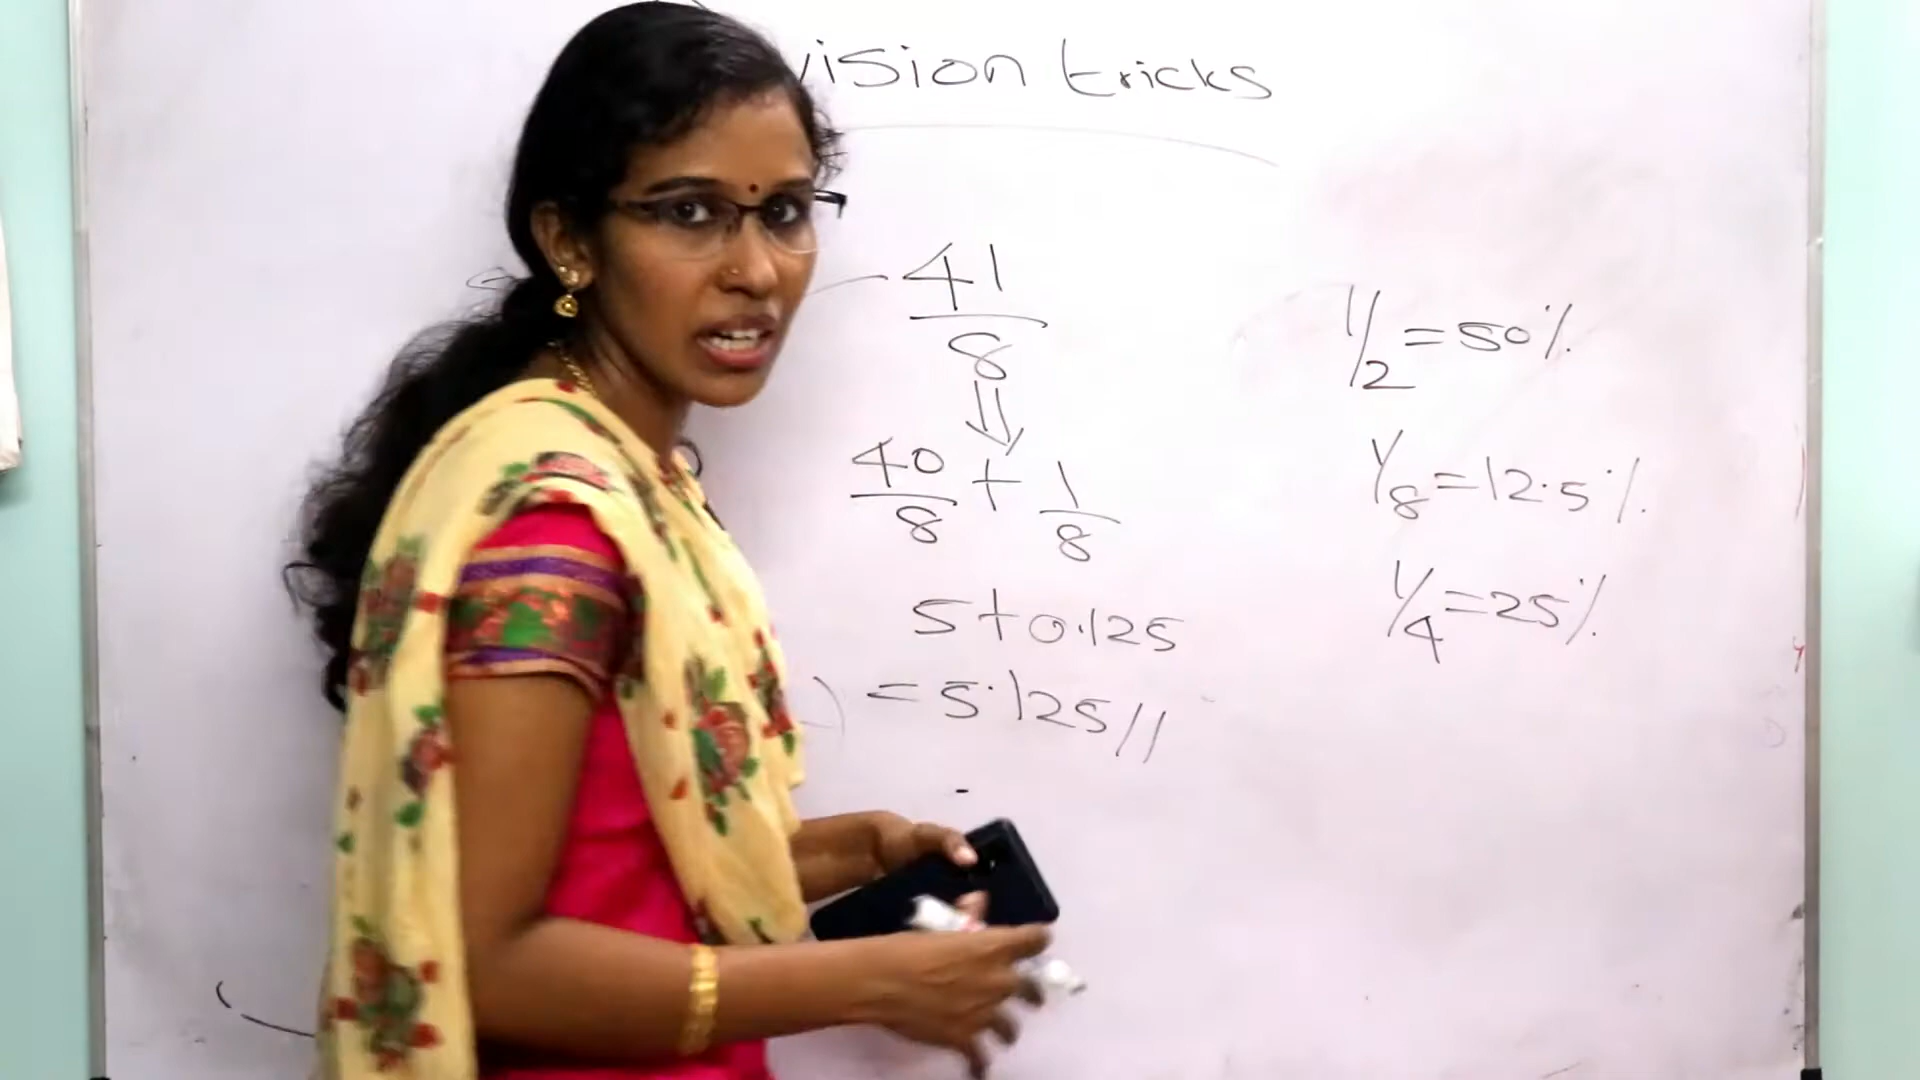 vision tricks
41/8
40/8 + 1/8
5+0.125
= 5.125//
1/2 = 50%
1/8 = 12.5%
1/4 = 25%